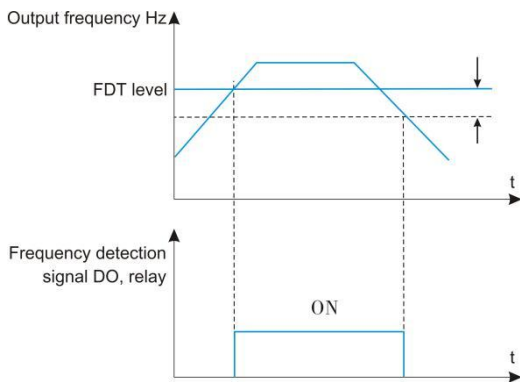 Output frequency Hz
FDT level
t
Frequency detection
signal DO, relay
ON
t